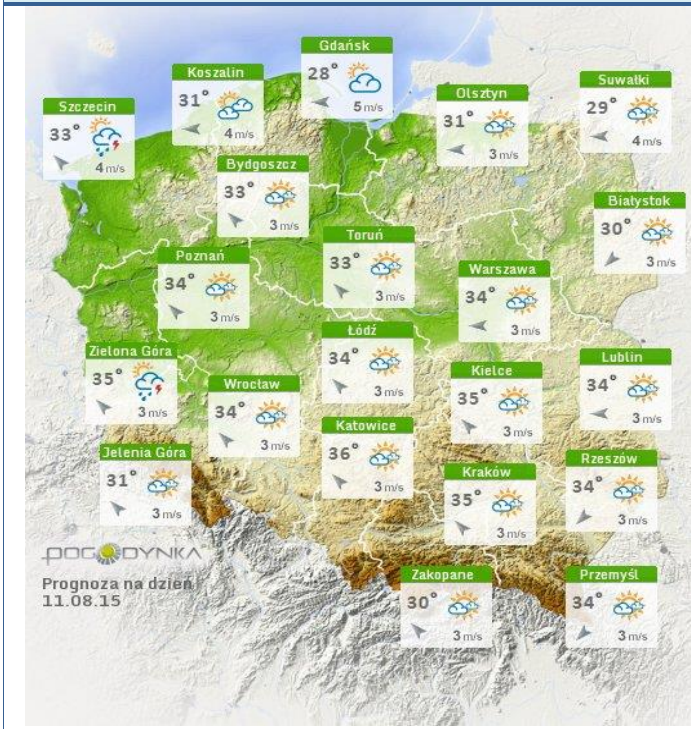 Gdańsk
28°
5 m/s
Koszalin
31°
4 m/s
Szczecin
33°
4 m/s
Olsztyn
31°
3 m/s
Suwałki
29°
4 m/s
Bydgoszcz
33°
3 m/s
Białystok
30°
3 m/s
Toruń
33°
3 m/s
Poznań
34°
3 m/s
Warszawa
34°
3 m/s
Łódź
34°
3 m/s
Zielona Góra
35°
3 m/s
Wrocław
34°
3 m/s
Kielce
35°
3 m/s
Lublin
34°
3 m/s
Katowice
36°
3 m/s
Jelenia Góra
31°
3 m/s
Kraków
35°
3 m/s
Rzeszów
34°
3 m/s
POGODYNKA
Prognoza na dzień
11.08.15
Zakopane
30°
3 m/s
Przemyśl
34°
3 m/s